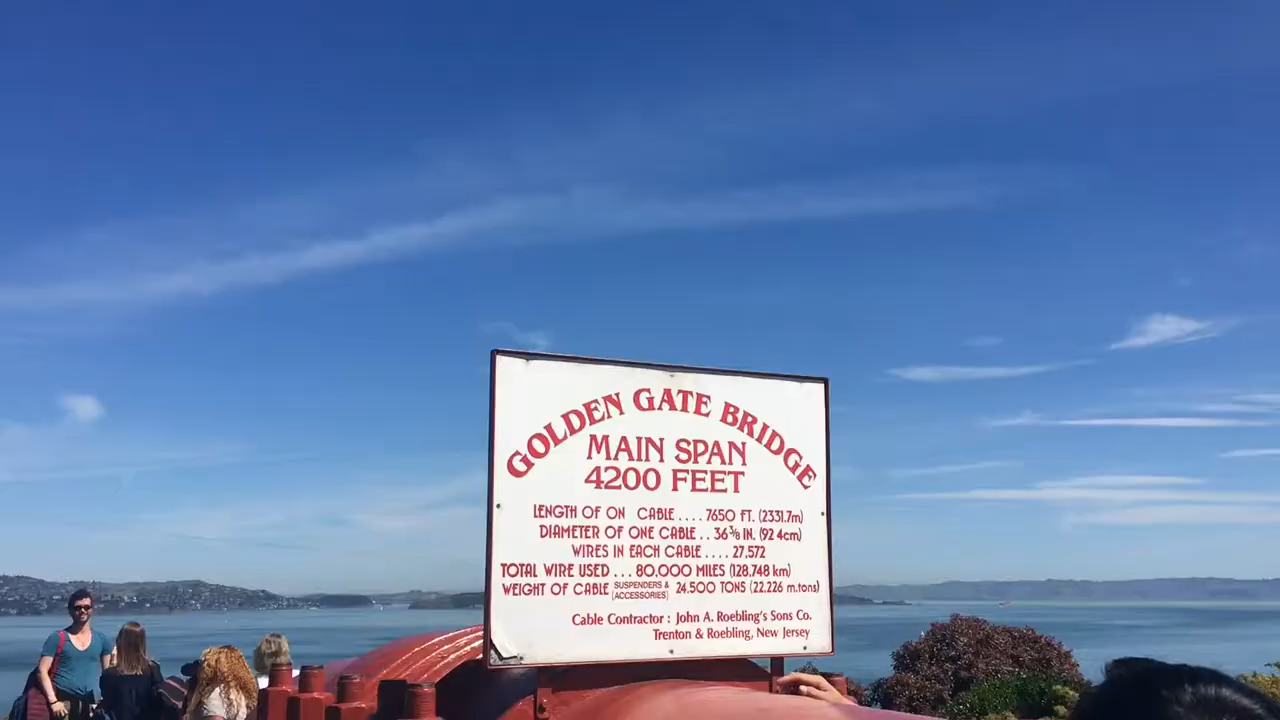 GOLDEN GATE BRIDGE
MAIN SPAN
4200 FEET
LENGTH OF ON CABLE .... 7650 FT. (2331.7m)
DIAMETER OF ONE CABLE .. 36 3/8 IN. (92 4cm)
WIRES IN EACH CABLE .... 27,572
TOTAL WIRE USED ... 80,000 MILES (128,748 km)
WEIGHT OF CABLE (SUSPENDERS & ACCESSORIES) 24,500 TONS (22,226 m.tons)
Cable Contractor : John A. Roebling's Sons Co.
Trenton & Roebling, New Jersey